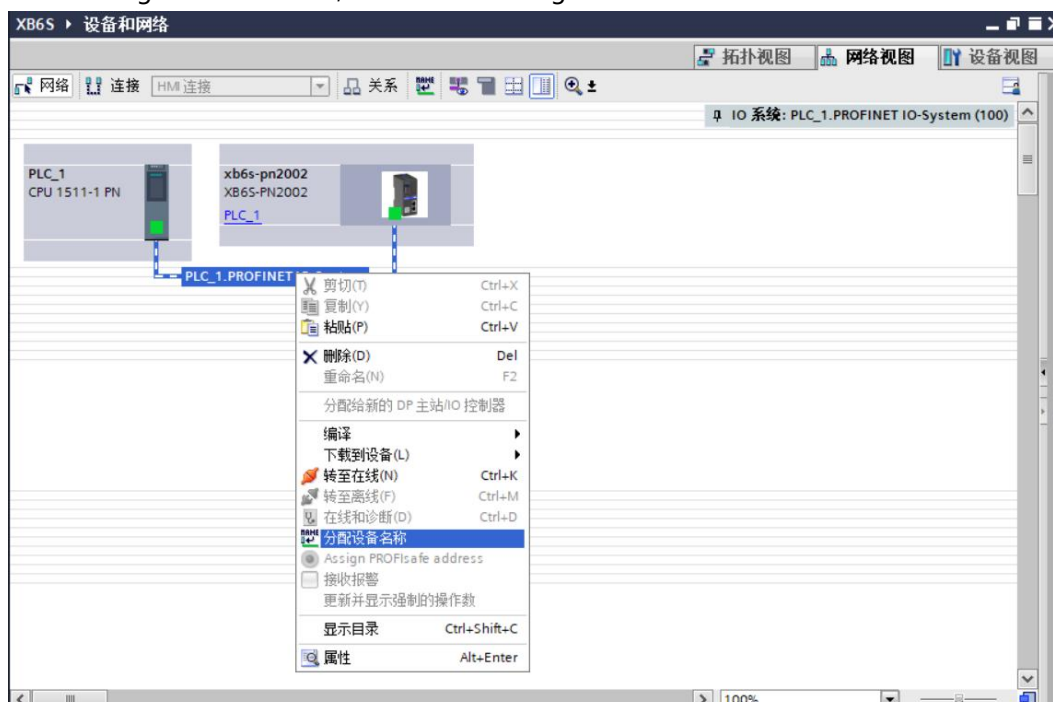 XB6S ▸ 设备和网络
拓扑视图 网络视图 设备视图
网络 连接 HMI 连接 关系
IO 系统: PLC_1.PROFINET IO-System (100)
PLC_1
CPU 1511-1 PN
xb6s-pn2002
XB6S-PN2002
PLC_1
PLC_1.PROFINET
剪切(T) Ctrl+X
复制(Y) Ctrl+C
粘贴(P) Ctrl+V
删除(D) Del
重命名(N) F2
分配给新的 DP 主站/IO 控制器
编译
下载到设备(L)
转至在线(N) Ctrl+K
转至离线(F) Ctrl+M
在线和诊断(D) Ctrl+D
分配设备名称
Assign PROFIsafe address
接收报警
更新并显示强制的操作数
显示目录 Ctrl+Shift+C
属性 Alt+Enter
100%